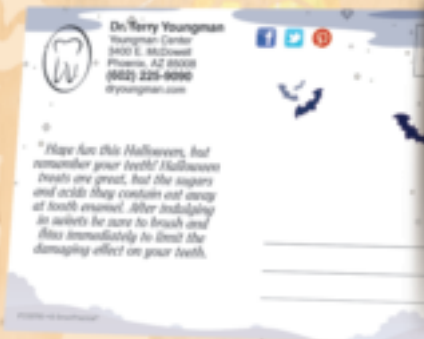 Dr. Terry Youngman
Youngman Center
3400 E. McDowell
Phoenix, AZ 85008
(602) 225-9090
dryoungman.com
"Have fun this Halloween, but
remember your teeth! Halloween
treats are great, but the sugars
and acids they contain eat away
at tooth enamel. After indulging
in sweets be sure to brush and
floss immediately to limit the
damaging effect on your teeth.